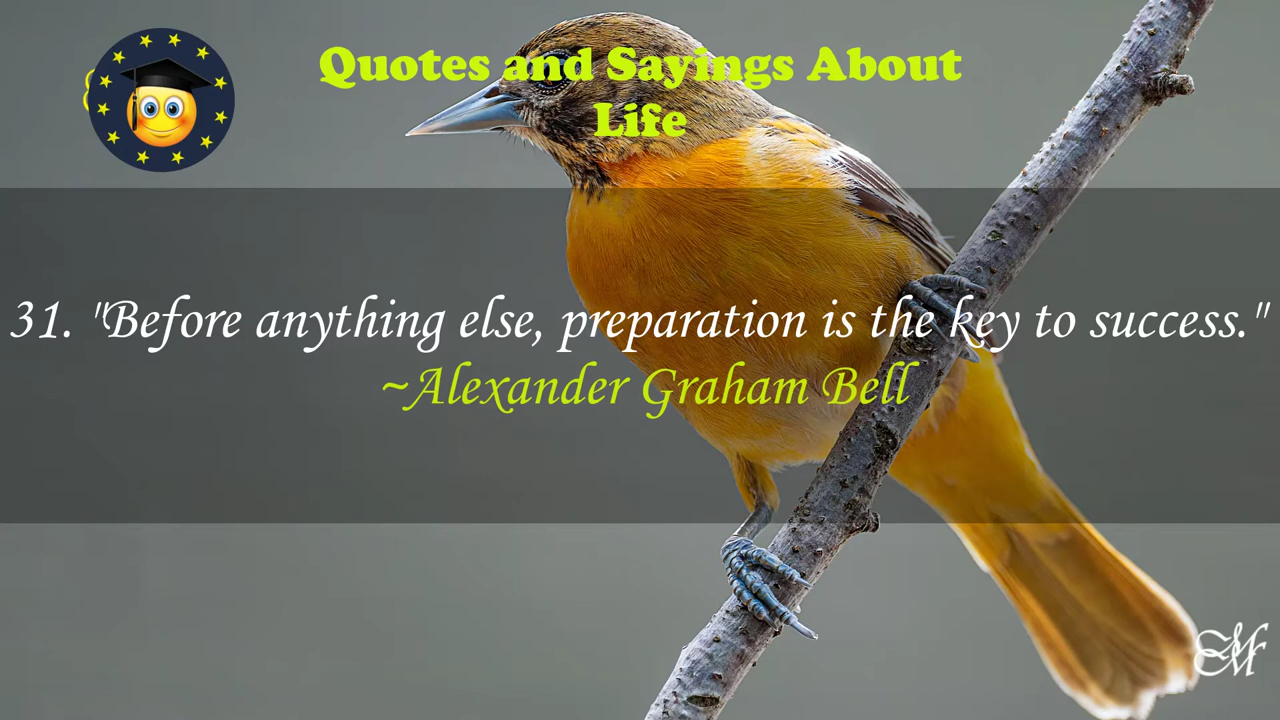 Quotes and Sayings About
Life
31. "Before anything else, preparation is the key to success."
~Alexander Graham Bell